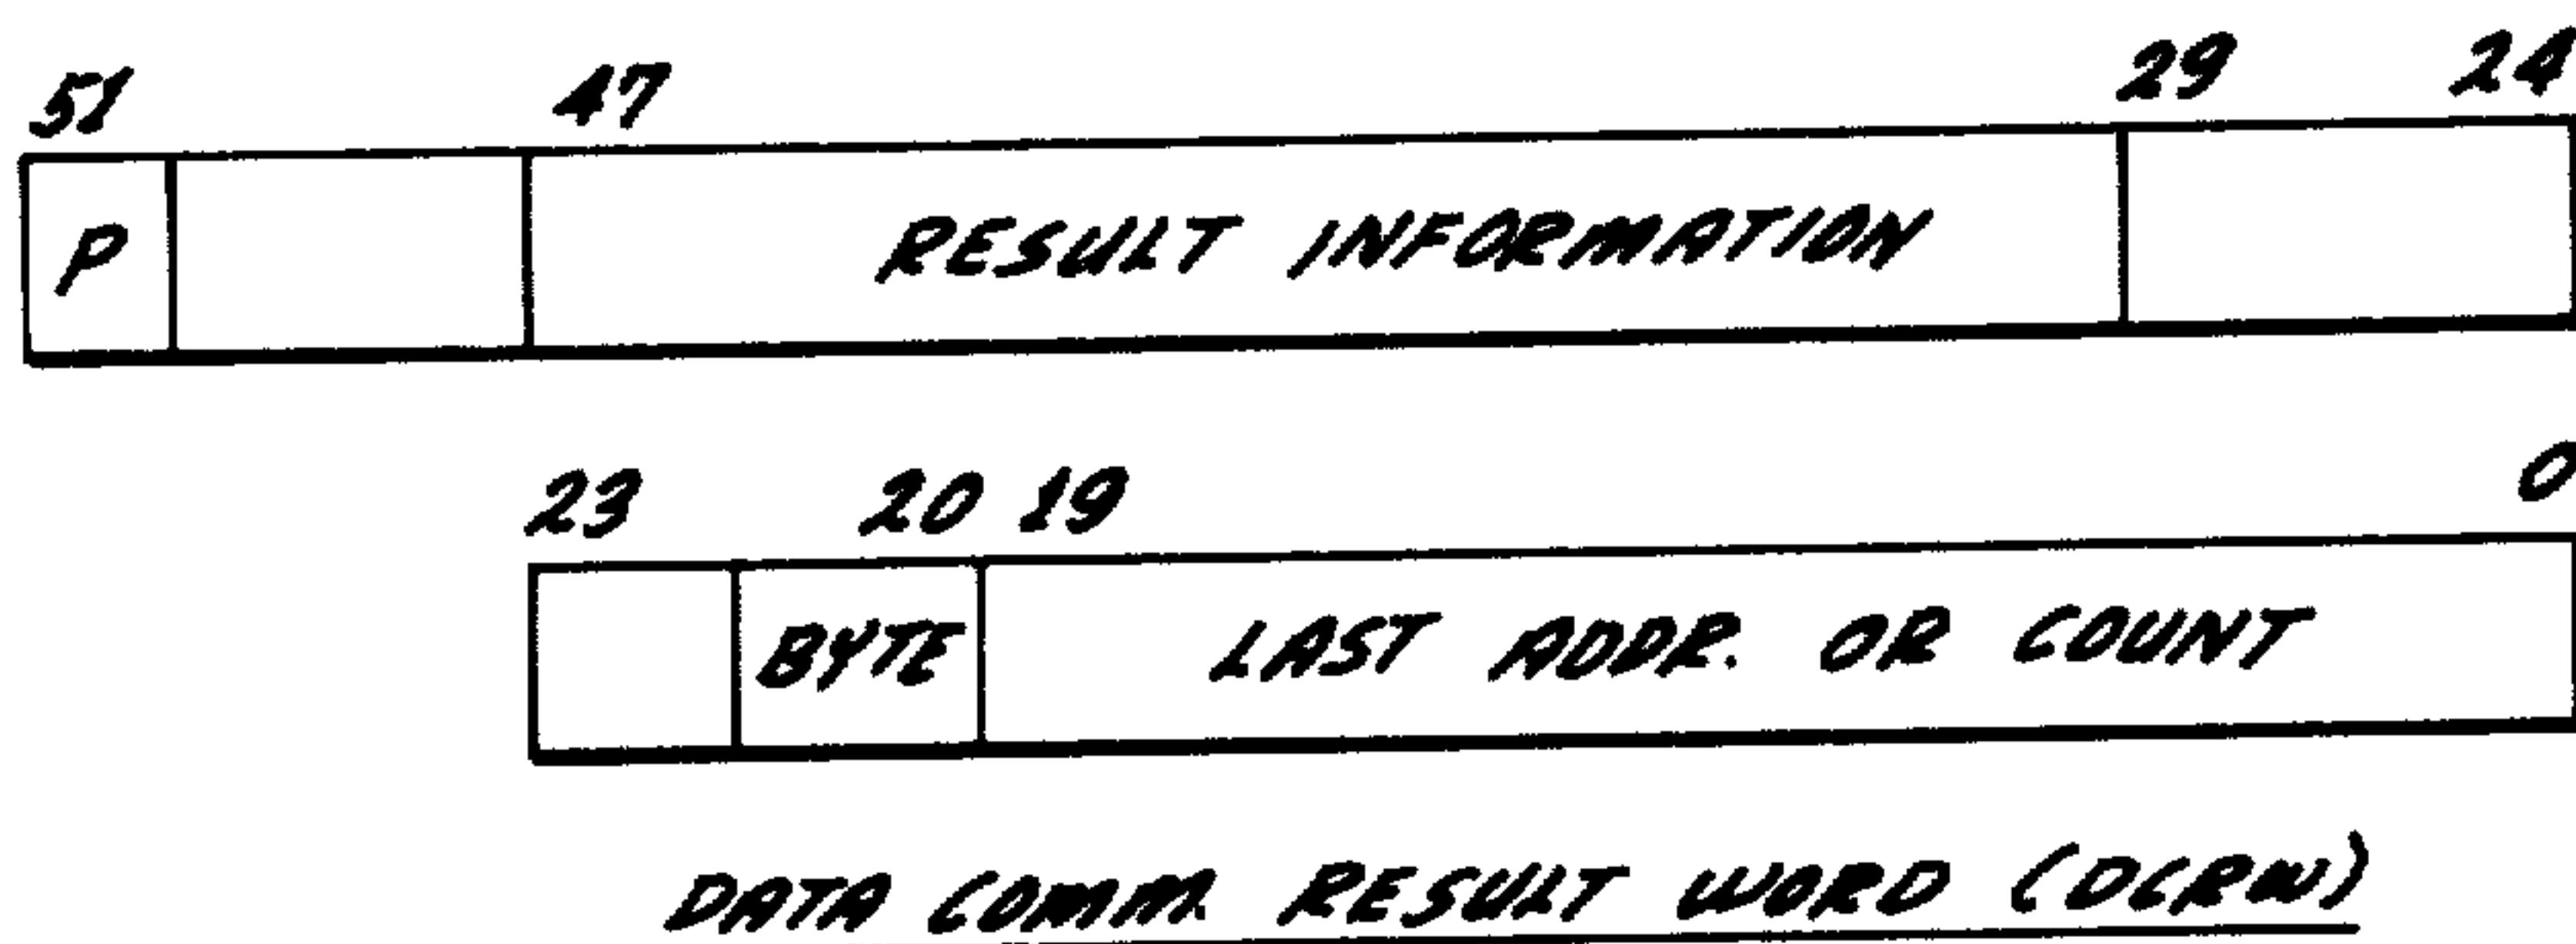 51 47 29 24
P RESULT INFORMATION
23 20 19 0
BYTE LAST ADDR. OR COUNT
DATA COMM. RESULT WORD (DCRW)